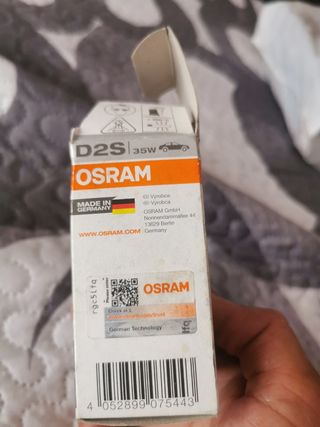 D2S 35W
OSRAM
MADE IN
GERMANY
Výrobce
Výrobca
OSRAM GmbH
Nonnendammallee 44
13629 Berlin
WWW.OSRAM.COM Germany
OSRAM
German Technology
4 052899 075443